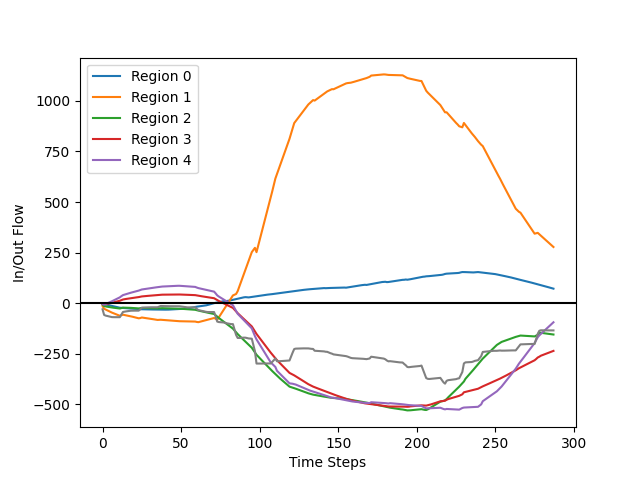 Region 0
Region 1
Region 2
Region 3
Region 4
In/Out Flow
1000
750
500
250
0
−250
−500
0 50 100 150 200 250 300
Time Steps